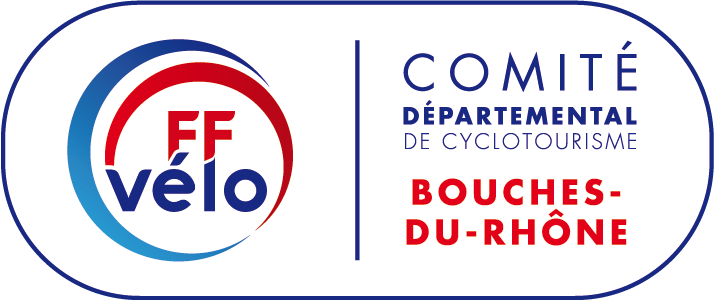 FF
vélo
COMITÉ
DÉPARTEMENTAL
DE CYCLOTOURISME
BOUCHES-
DU-RHÔNE